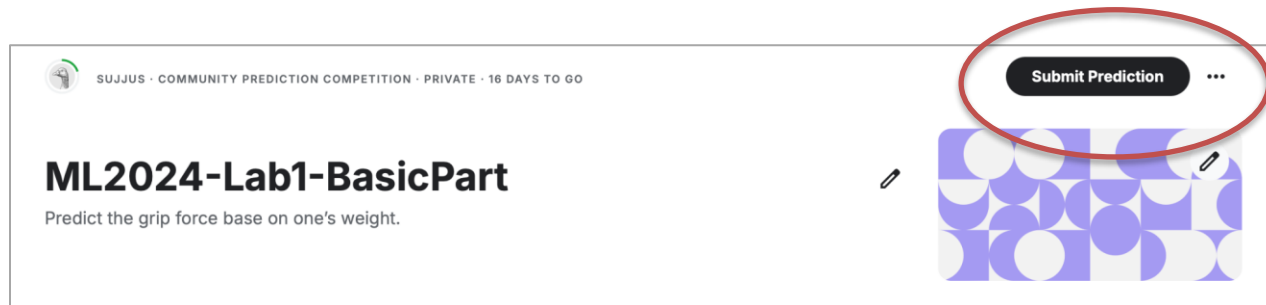 SUJJUS · COMMUNITY PREDICTION COMPETITION · PRIVATE · 16 DAYS TO GO
Submit Prediction
ML2024-Lab1-BasicPart
Predict the grip force base on one’s weight.